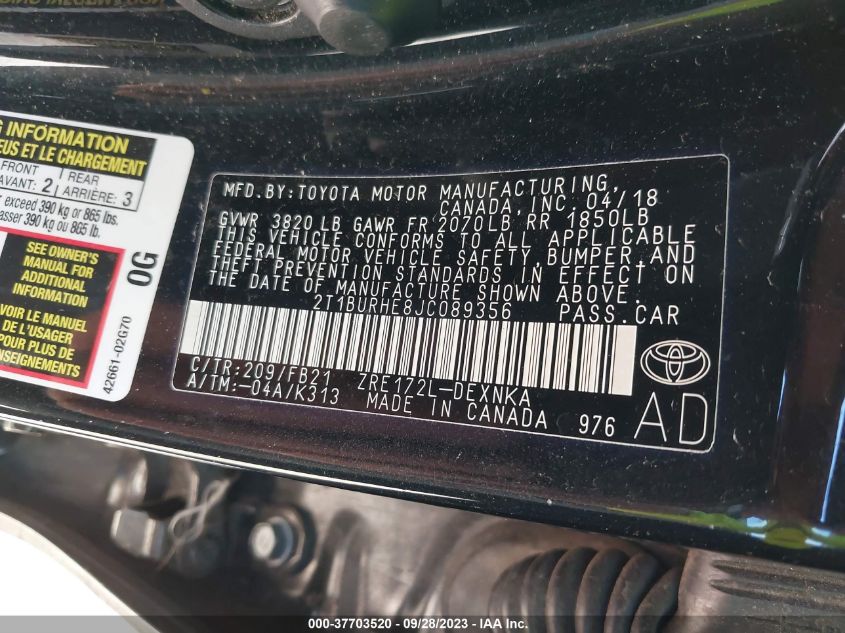 G INFORMATION
EUS ET LE CHARGEMENT
FRONT
AVANT: 2
REAR
ARRIÈRE: 3
exceed 390 kg or 865 lbs.
asser 390 kg ou 865 lb.
SEE OWNER'S
MANUAL FOR
ADDITIONAL
INFORMATION
VOIR LE MANUEL
DE L'USAGER
POUR PLUS DE
ENSEIGNEMENTS
0G
42661-02G70
MFD. BY: TOYOTA MOTOR MANUFACTURING,
CANADA, INC. 04/18
GVWR 3820 LB GAWR FR 2070LB RR 1850LB
THIS VEHICLE CONFORMS TO ALL APPLICABLE
FEDERAL MOTOR VEHICLE SAFETY, BUMPER, AND
THEFT PREVENTION STANDARDS IN EFFECT ON
THE DATE OF MANUFACTURE SHOWN ABOVE.
2T1BURHE8JC089356 PASS.CAR
C/TR: 209/FB21 ZRE172L-DEXNKA
A/TM: -04A/K313 MADE IN CANADA 976
AD
000-37703520 - 09/28/2023 - IAA Inc.